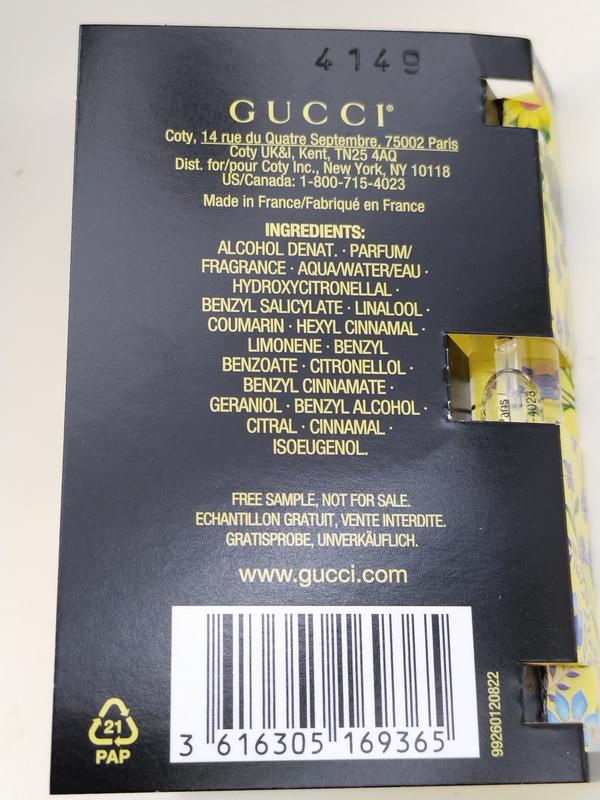 4149
GUCCI®
Coty, 14 rue du Quatre Septembre, 75002 Paris
Coty UK&I, Kent, TN25 4AQ
Dist. for/pour Coty Inc., New York, NY 10118
US/Canada: 1-800-715-4023
Made in France/Fabriqué en France
INGREDIENTS:
ALCOHOL DENAT. · PARFUM/
FRAGRANCE · AQUA/WATER/EAU ·
HYDROXYCITRONELLAL ·
BENZYL SALICYLATE · LINALOOL ·
COUMARIN · HEXYL CINNAMAL ·
LIMONENE · BENZYL
BENZOATE · CITRONELLOL ·
BENZYL CINNAMATE ·
GERANIOL · BENZYL ALCOHOL ·
CITRAL · CINNAMAL ·
ISOEUGENOL.
Paris /
-4023
FREE SAMPLE, NOT FOR SALE.
ECHANTILLON GRATUIT, VENTE INTERDITE.
GRATISPROBE, UNVERKÄUFLICH.
www.gucci.com
3 616305 169365
99260120822
21
PAP